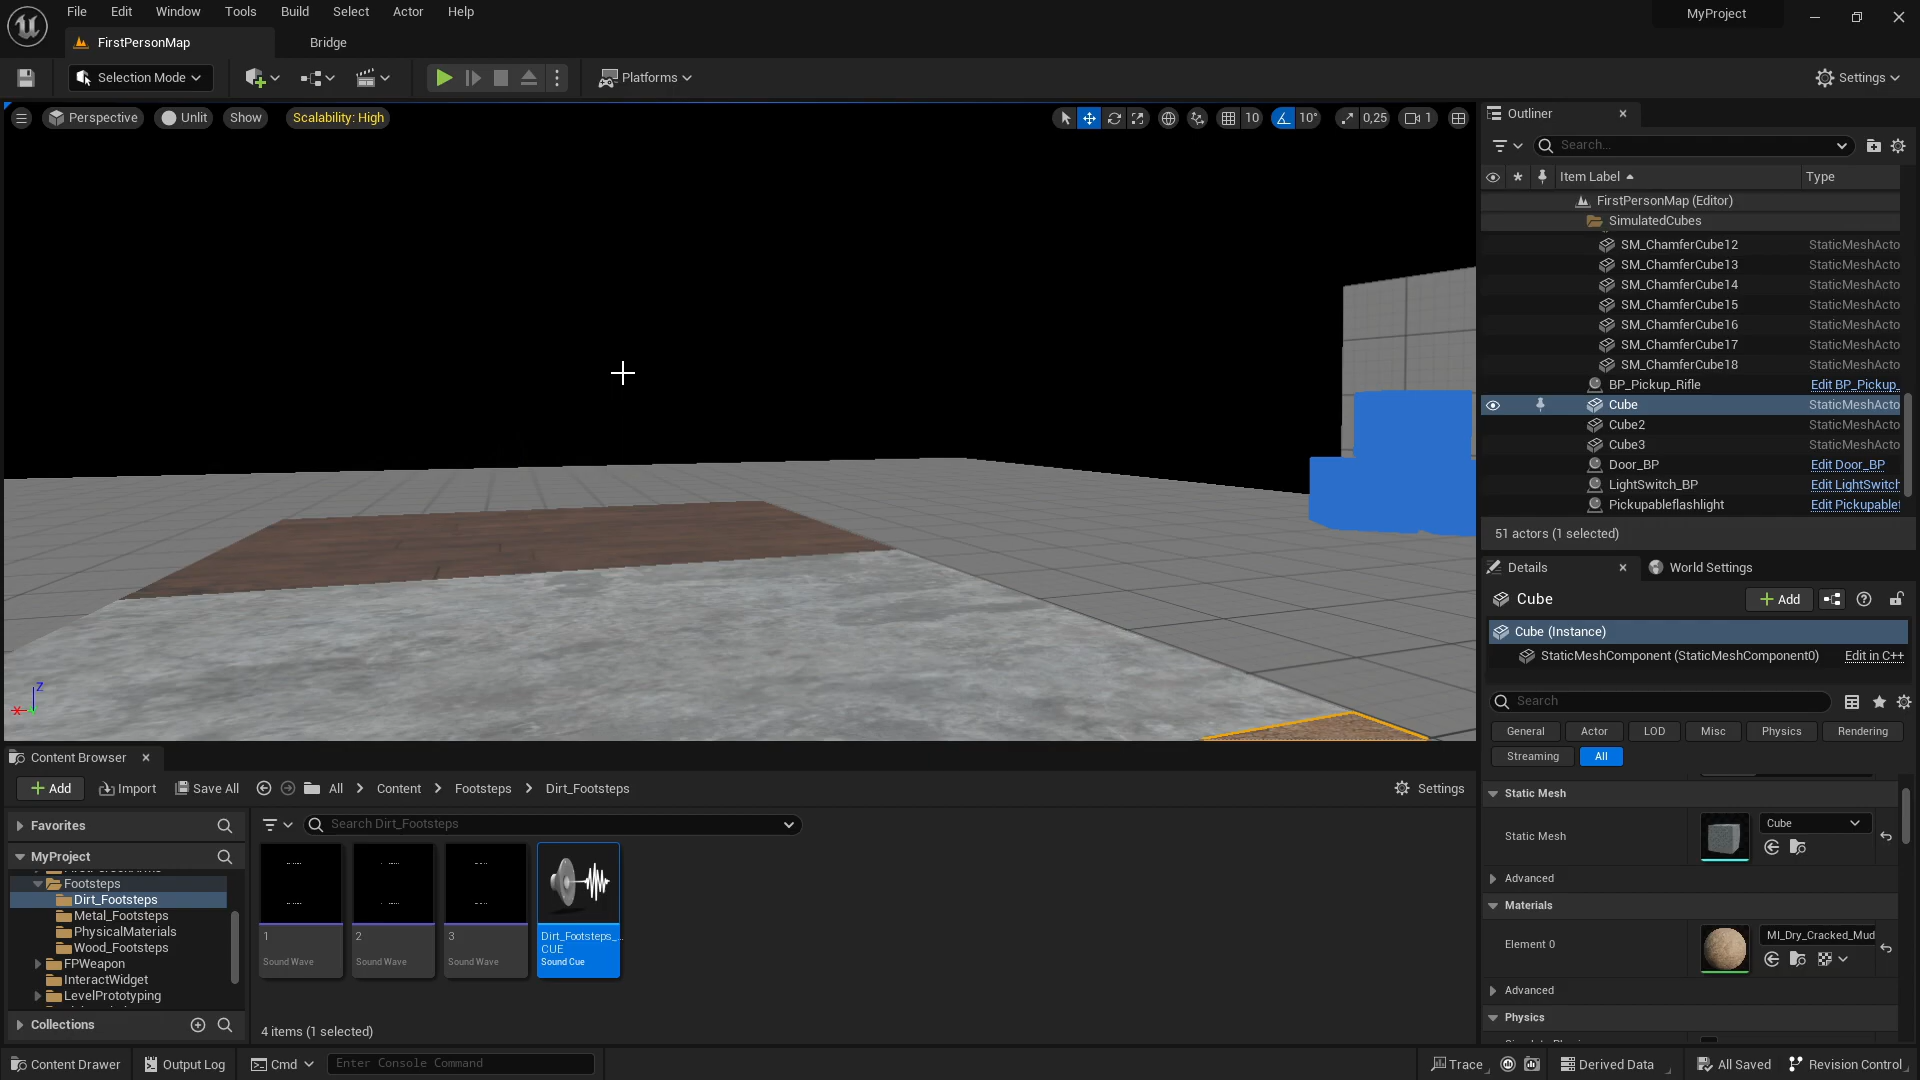 File Edit Window Tools Build Select Actor Help
MyProject
FirstPersonMap
Bridge
Selection Mode
Platforms
Settings
Perspective
Unlit
Show
Scalability: High
10
10°
0,25
1
Z
X
Outliner
Search...
Item Label
Type
FirstPersonMap (Editor)
SimulatedCubes
SM_ChamferCube12 StaticMeshActo
SM_ChamferCube13 StaticMeshActo
SM_ChamferCube14 StaticMeshActo
SM_ChamferCube15 StaticMeshActo
SM_ChamferCube16 StaticMeshActo
SM_ChamferCube17 StaticMeshActo
SM_ChamferCube18 StaticMeshActo
BP_Pickup_Rifle Edit BP_Pickup_
Cube StaticMeshActo
Cube2 StaticMeshActo
Cube3 StaticMeshActo
Door_BP Edit Door_BP
LightSwitch_BP Edit LightSwitch
Pickupableflashlight Edit Pickupablef
51 actors (1 selected)
Details
World Settings
Cube
Add
Cube (Instance)
StaticMeshComponent (StaticMeshComponent0) Edit in C++
Search
General Actor LOD Misc Physics Rendering
Streaming All
Static Mesh
Static Mesh
Cube
Advanced
Materials
Element 0
MI_Dry_Cracked_Mud
Advanced
Physics
Content Browser
Add
Import
Save All
All
Content
Footsteps
Dirt_Footsteps
Settings
Favorites
MyProject
Footsteps
Dirt_Footsteps
Metal_Footsteps
PhysicalMaterials
Wood_Footsteps
FPWeapon
InteractWidget
LevelPrototyping
Collections
Search Dirt_Footsteps
1
Sound Wave
2
Sound Wave
3
Sound Wave
Dirt_Footsteps_...
CUE
Sound Cue
4 items (1 selected)
Content Drawer
Output Log
Cmd
Enter Console Command
Trace
Derived Data
All Saved
Revision Control